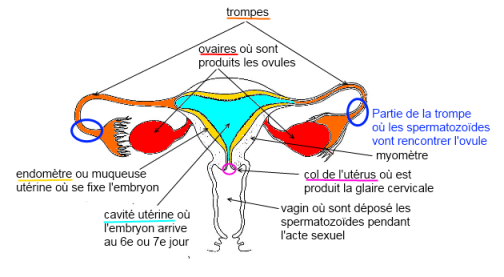 trompes
ovaires où sont
produits les ovules
Partie de la trompe
où les spermatozoïdes
vont rencontrer l'ovule
myomètre
endomètre ou muqueuse
utérine où se fixe l'embryon
col de l'utérus où est
produit la glaire cervicale
cavité utérine où
l'embryon arrive
au 6e ou 7e jour
vagin où sont déposé les
spermatozoïdes pendant
l'acte sexuel